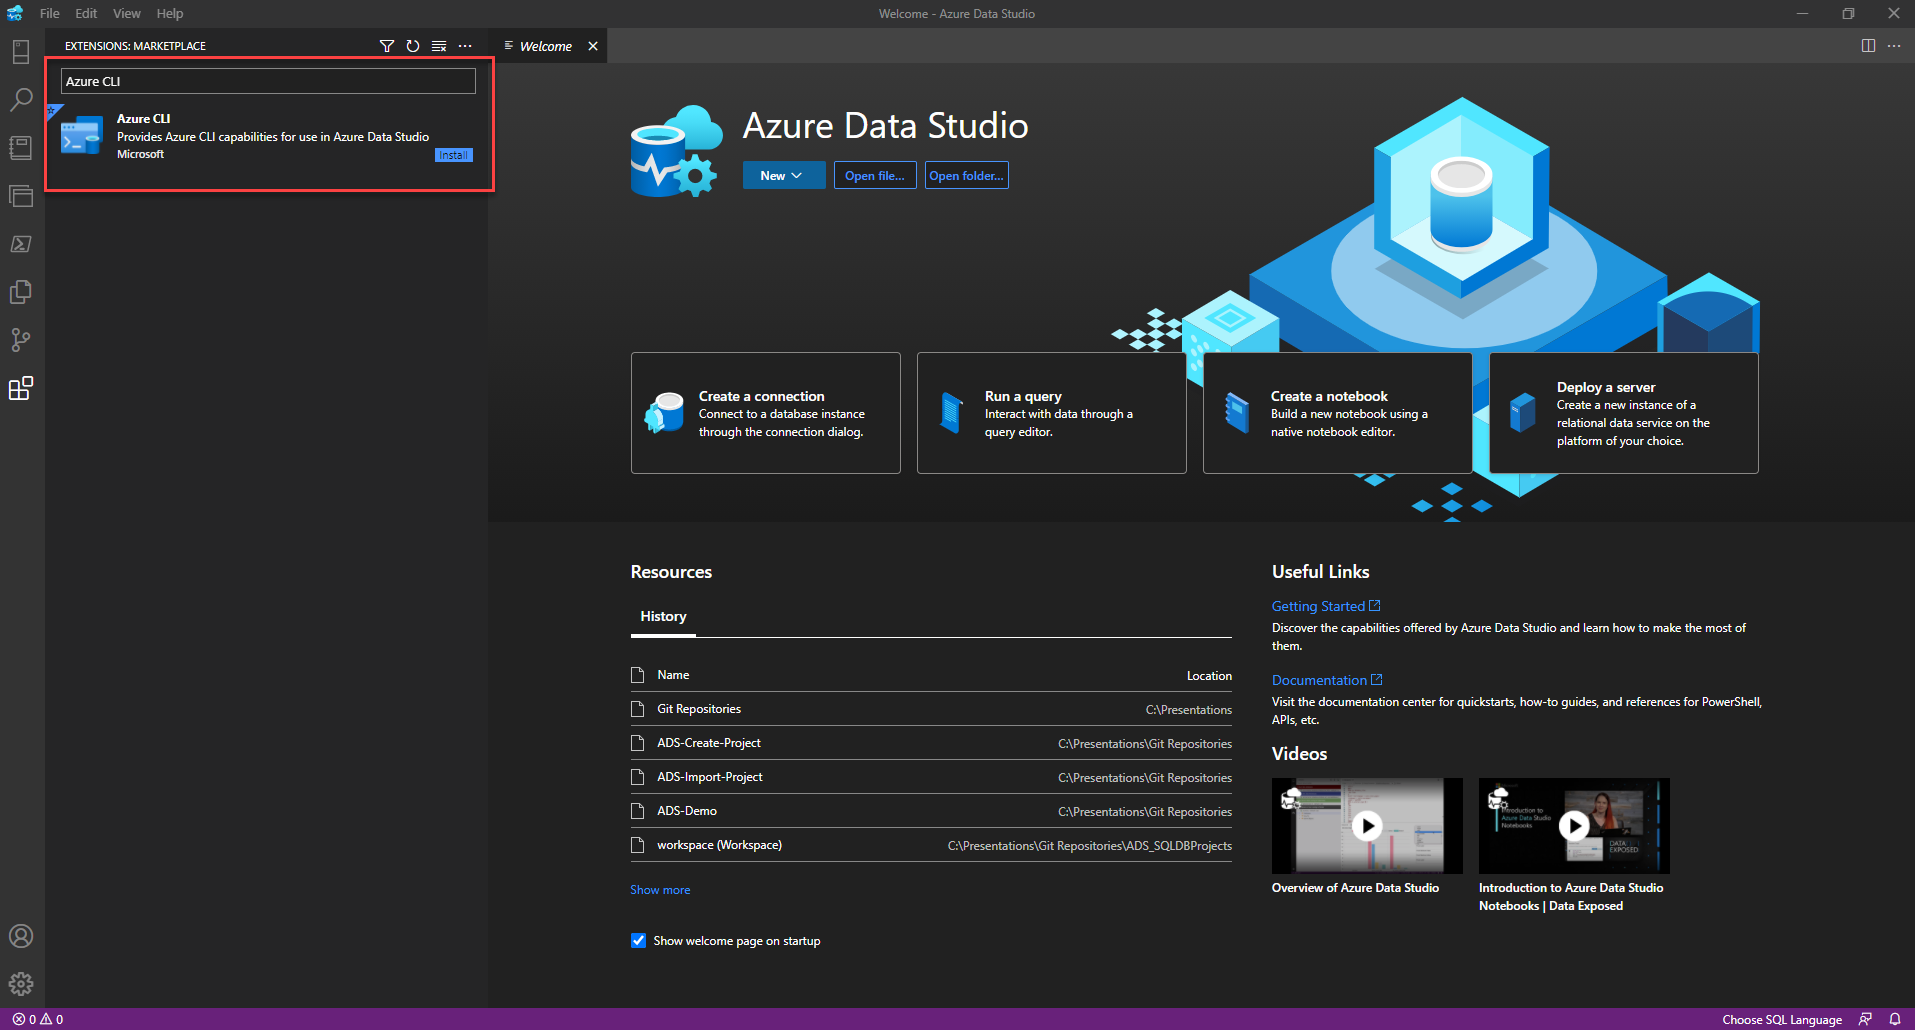 File Edit View Help
Welcome - Azure Data Studio
EXTENSIONS: MARKETPLACE
Welcome
Azure CLI
Azure CLI
Provides Azure CLI capabilities for use in Azure Data Studio
Microsoft
Install
Azure Data Studio
New
Open file...
Open folder...
Create a connection
Connect to a database instance
through the connection dialog.
Run a query
Interact with data through a
query editor.
Create a notebook
Build a new notebook using a
native notebook editor.
Deploy a server
Create a new instance of a
relational data service on the
platform of your choice.
Resources
History
Name Location
Git Repositories C:\Presentations
ADS-Create-Project C:\Presentations\Git Repositories
ADS-Import-Project C:\Presentations\Git Repositories
ADS-Demo C:\Presentations\Git Repositories
workspace (Workspace) C:\Presentations\Git Repositories\ADS_SQLDBProjects
Show more
Show welcome page on startup
Useful Links
Getting Started
Discover the capabilities offered by Azure Data Studio and learn how to make the most of
them.
Documentation
Visit the documentation center for quickstarts, how-to guides, and references for PowerShell,
APIs, etc.
Videos
Introduction to
Azure Data Studio
Notebooks
DATA
EXPOSED
Overview of Azure Data Studio
Introduction to Azure Data Studio
Notebooks | Data Exposed
0 0
Choose SQL Language